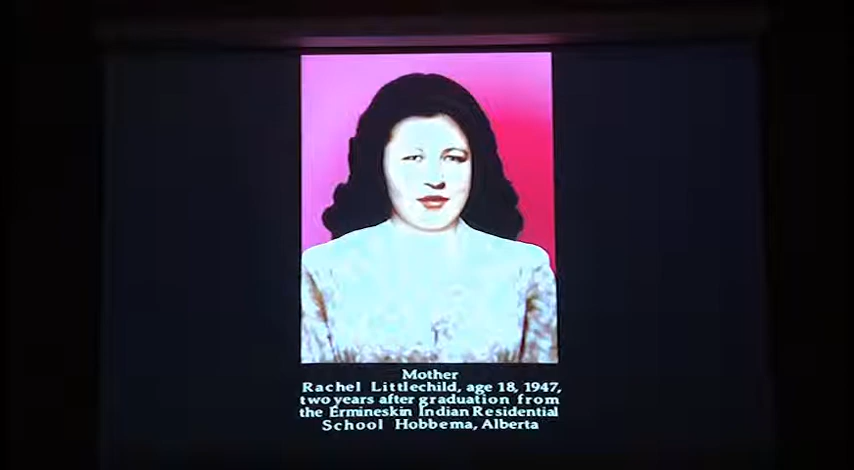 Mother
Rachel Littlechild, age 18, 1947,
two years after graduation from
the Ermineskin Indian Residential
School Hobbema, Alberta